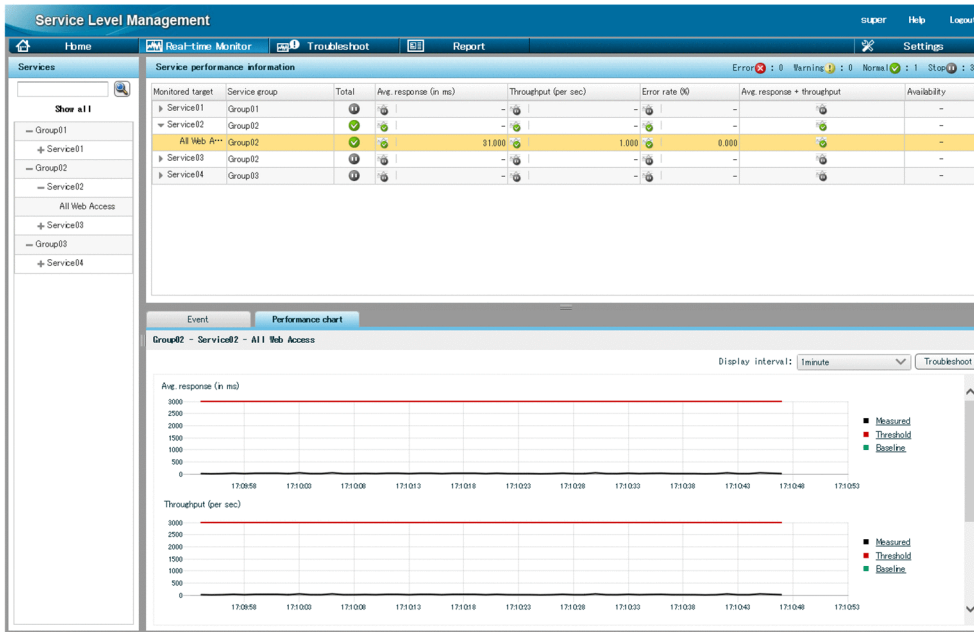 Service Level Management
super Help Logout
Home Real-time Monitor Troubleshoot Report Settings
Services
Show all
Group01
Service01
Group02
Service02
All Web Access
Service03
Group03
Service04
Service performance information
Error : 0 Warning : 0 Normal : 1 Stop : 3
Monitored target Service group Total Avg. response (in ms) Throughput (per sec) Error rate (%) Avg. response + throughput Availability
Service01 Group01 - - - -
Service02 Group02 - - - -
All Web A··· Group02 31.000 1.000 0.000 -
Service03 Group02 - - - -
Service04 Group03 - - - -
Event Performance chart
Group02 - Service02 - All Web Access
Display interval: 1minute Troubleshoot
Avg. response (in ms)
3000
2500
2000
1500
1000
500
0
17:09:58 17:10:03 17:10:08 17:10:13 17:10:18 17:10:23 17:10:28 17:10:33 17:10:38 17:10:43 17:10:48 17:10:53
Measured
Threshold
Baseline
Throughput (per sec)
3000
2500
2000
1500
1000
500
0
17:09:58 17:10:03 17:10:08 17:10:13 17:10:18 17:10:23 17:10:28 17:10:33 17:10:38 17:10:43 17:10:48 17:10:53
Measured
Threshold
Baseline